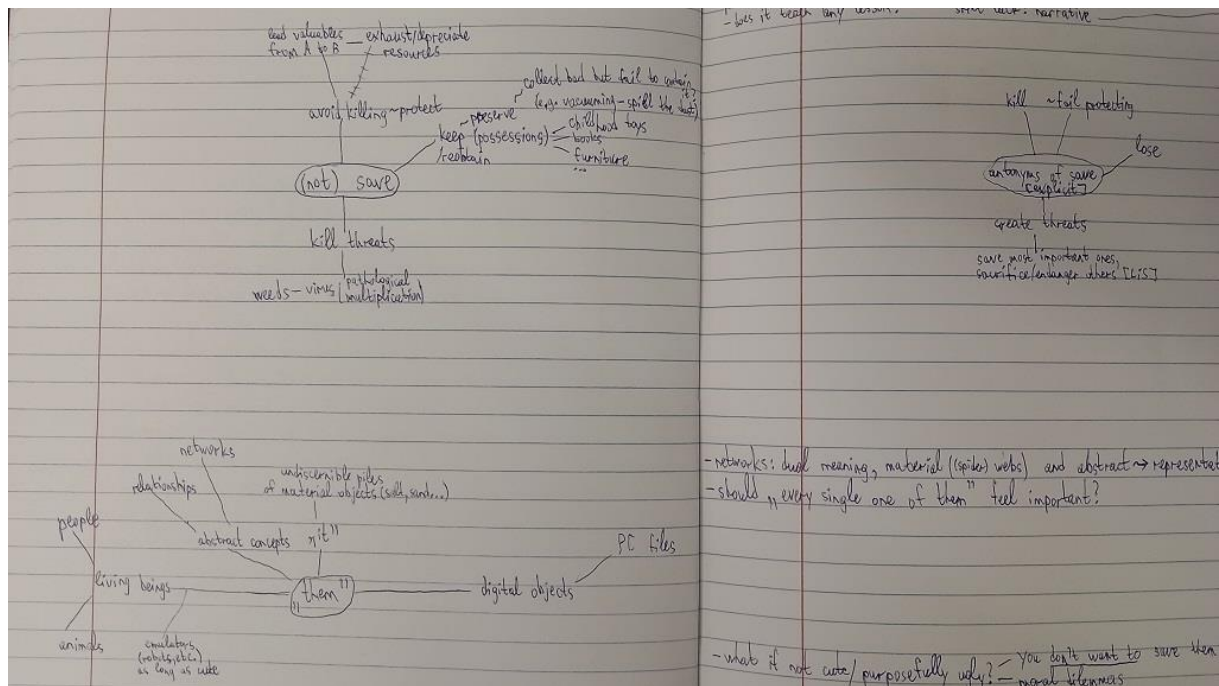 lead valuables
from A to B — exhaust/depreciate
resources
avoid killing ~ protect
collect bad but fail to contain it
(e.g. vacuuming – spill the dust)
~ preserve
keep (possessions)
/reobtain
childhood toys
books
furniture
...
(not) save
kill threats
weeds – virus (pathological
multiplication)
networks
relationships
undiscernible piles
of material objects (salt, sand...)
people
abstract concepts
„it”
PC files
living beings
„them”
digital objects
animals
emulators
(robots, etc.)
as long as cute
- Does it teach any lesson?
narrative
kill ~ fail protecting
lose
antonyms of save
[explicit]
create threats
save most important ones,
sacrifice/endanger others [LiS]
- networks: dual meaning, material ((spider) webs) and abstract → representat
- should „every single one of them” feel important?
- what if not cute/purposefully ugly? — you don't want to save them
— moral dilemmas